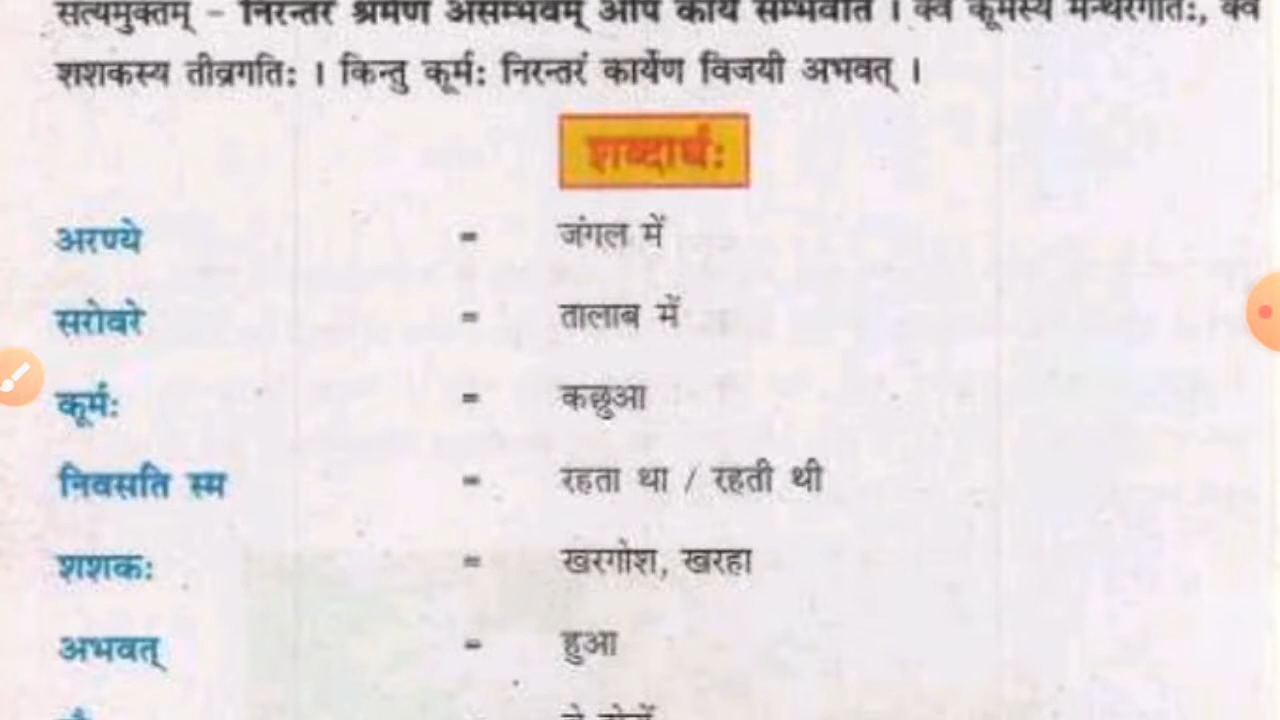 सत्यमुक्तम् - निरन्तर श्रमेण असम्भवम् अपि कार्यं सम्भवति । क्व कूर्मस्य मन्थरगतिः, क्व
शशकस्य तीव्रगतिः । किन्तु कूर्मः निरन्तरं कार्येण विजयी अभवत् ।
शब्दार्थः
अरण्ये = जंगल में
सरोवरे = तालाब में
कूर्मः = कछुआ
निवसति स्म = रहता था / रहती थी
शशकः = खरगोश, खरहा
अभवत् = हुआ